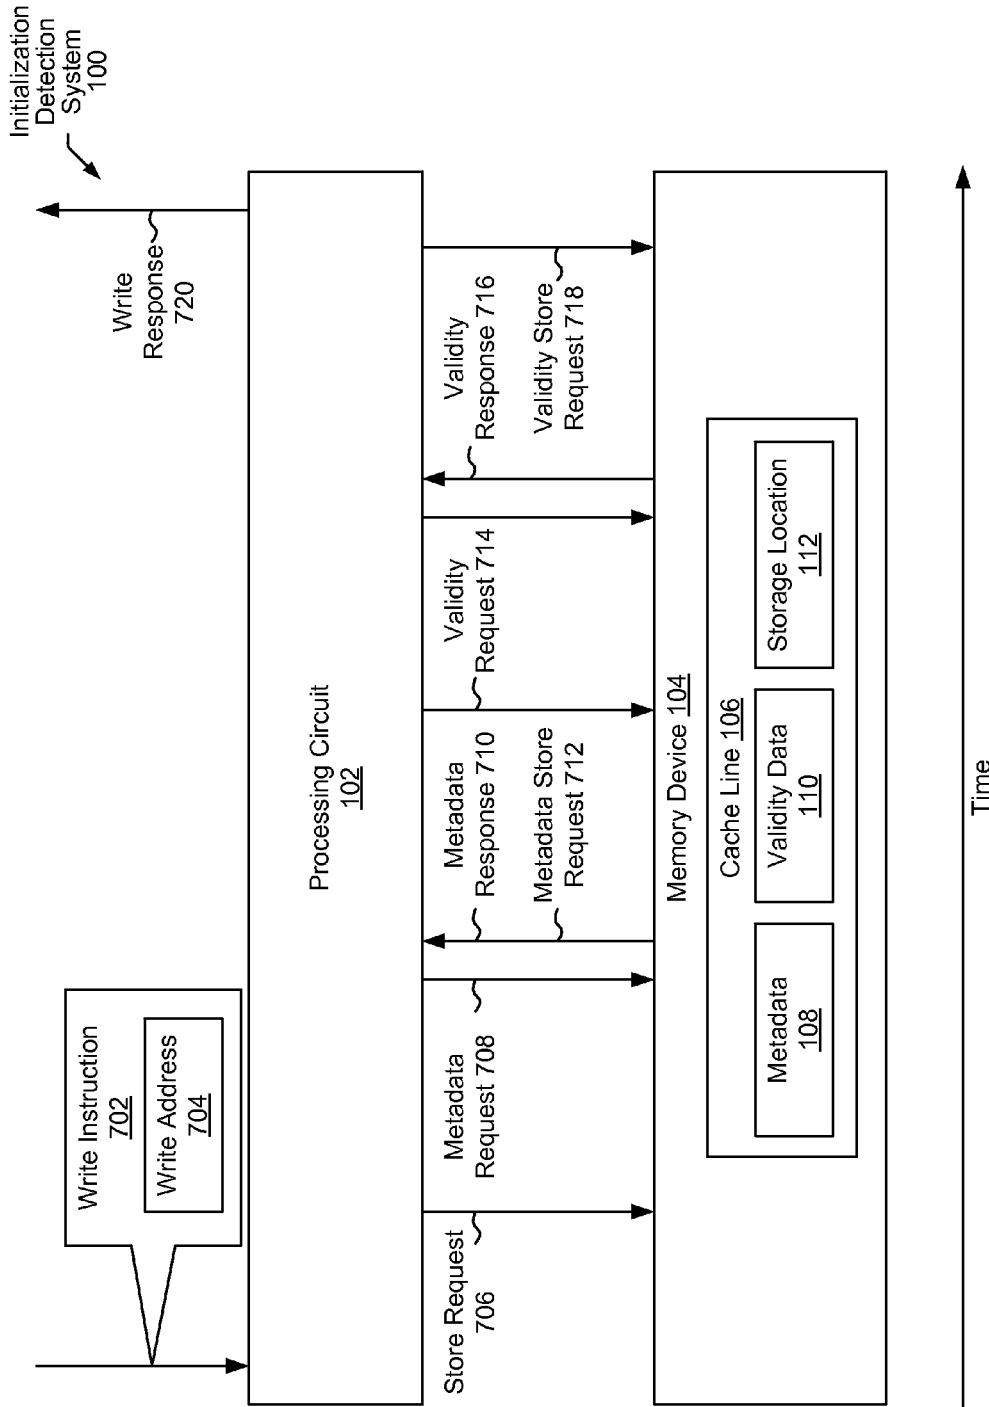 Initialization
Detection
System
100
Write Instruction
702
Write Address
704
Write
Response
720
Processing Circuit
102
Store Request
706
Metadata
Request 708
Metadata
Response 710
Metadata Store
Request 712
Validity
Request 714
Validity
Response 716
Validity Store
Request 718
Memory Device 104
Cache Line 106
Metadata
108
Validity Data
110
Storage Location
112
Time